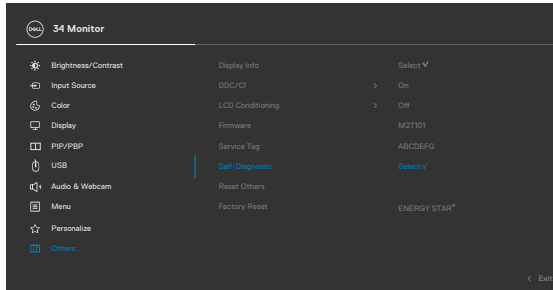 DELL 34 Monitor
Brightness/Contrast Display Info Select √
Input Source DDC/CI > On
Color LCD Conditioning > Off
Display Firmware M2T101
PIP/PBP Service Tag ABCDEFG
USB Self-Diagnostic Select √
Audio & Webcam Reset Others
Menu Factory Reset ENERGY STAR®
Personalize
Others
< Exit